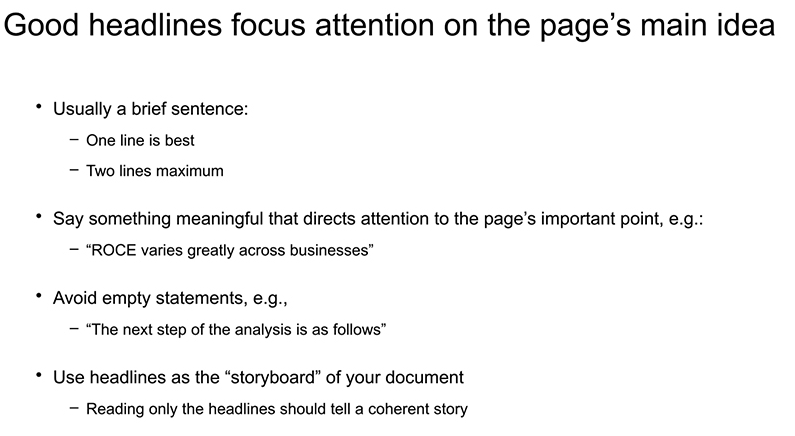 Good headlines focus attention on the page’s main idea
• Usually a brief sentence:
– One line is best
– Two lines maximum
• Say something meaningful that directs attention to the page’s important point, e.g.:
– “ROCE varies greatly across businesses”
• Avoid empty statements, e.g.,
– “The next step of the analysis is as follows”
• Use headlines as the “storyboard” of your document
– Reading only the headlines should tell a coherent story